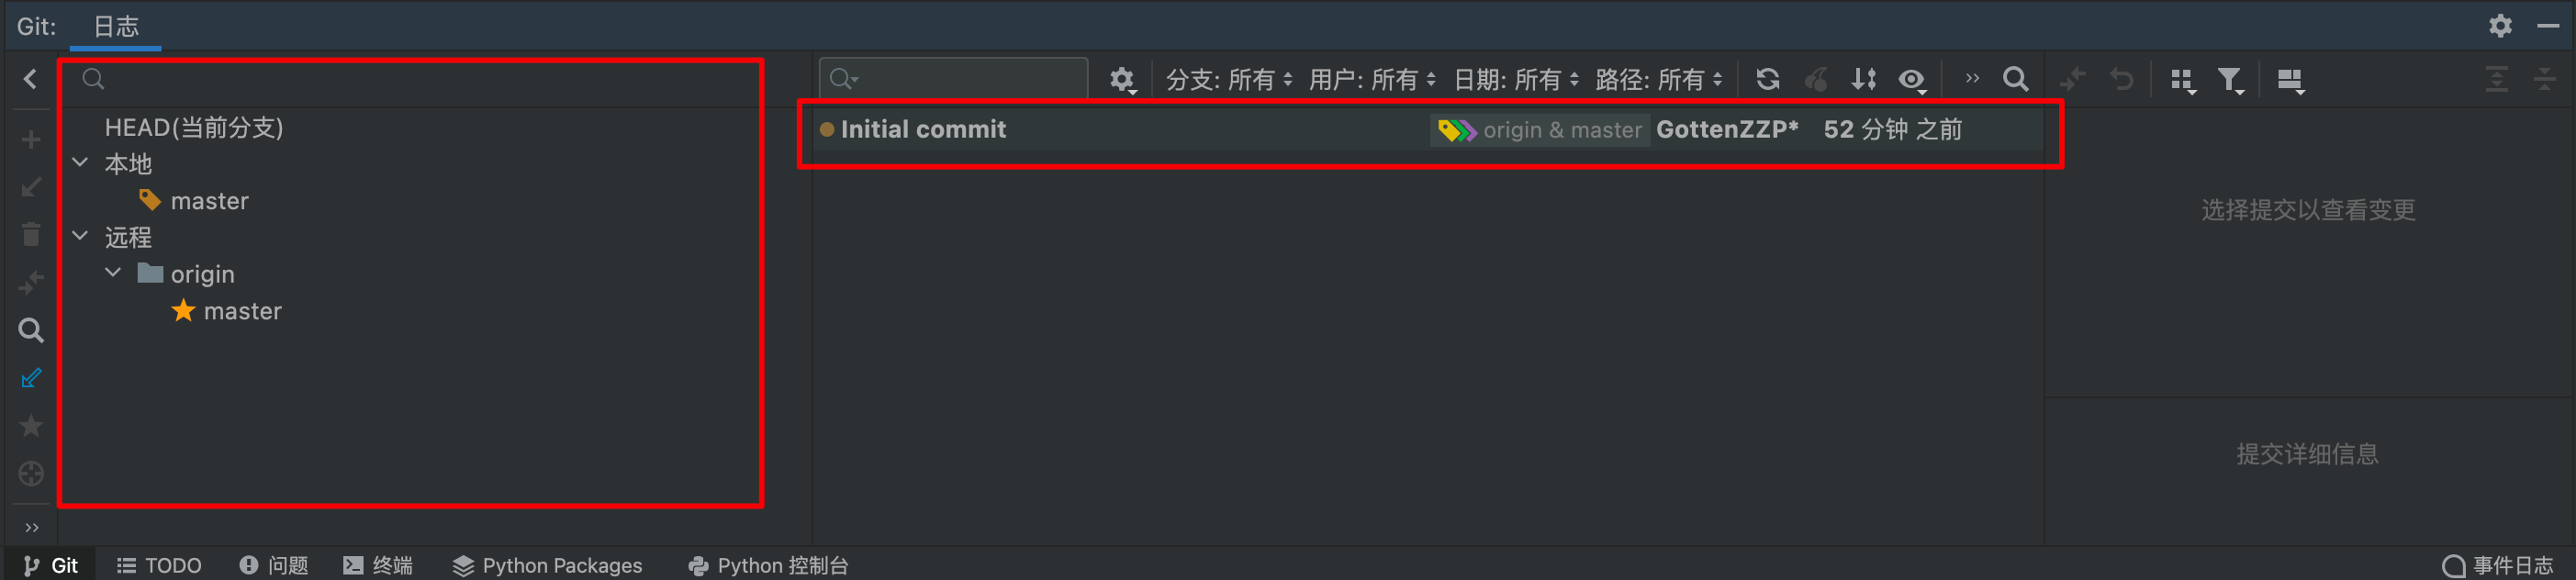 Git: 日志
分支: 所有 用户: 所有 日期: 所有 路径: 所有
HEAD(当前分支)
本地
master
远程
origin
master
Initial commit origin & master GottenZZP* 52 分钟 之前
选择提交以查看变更
提交详细信息
Git TODO 问题 终端 Python Packages Python 控制台 事件日志